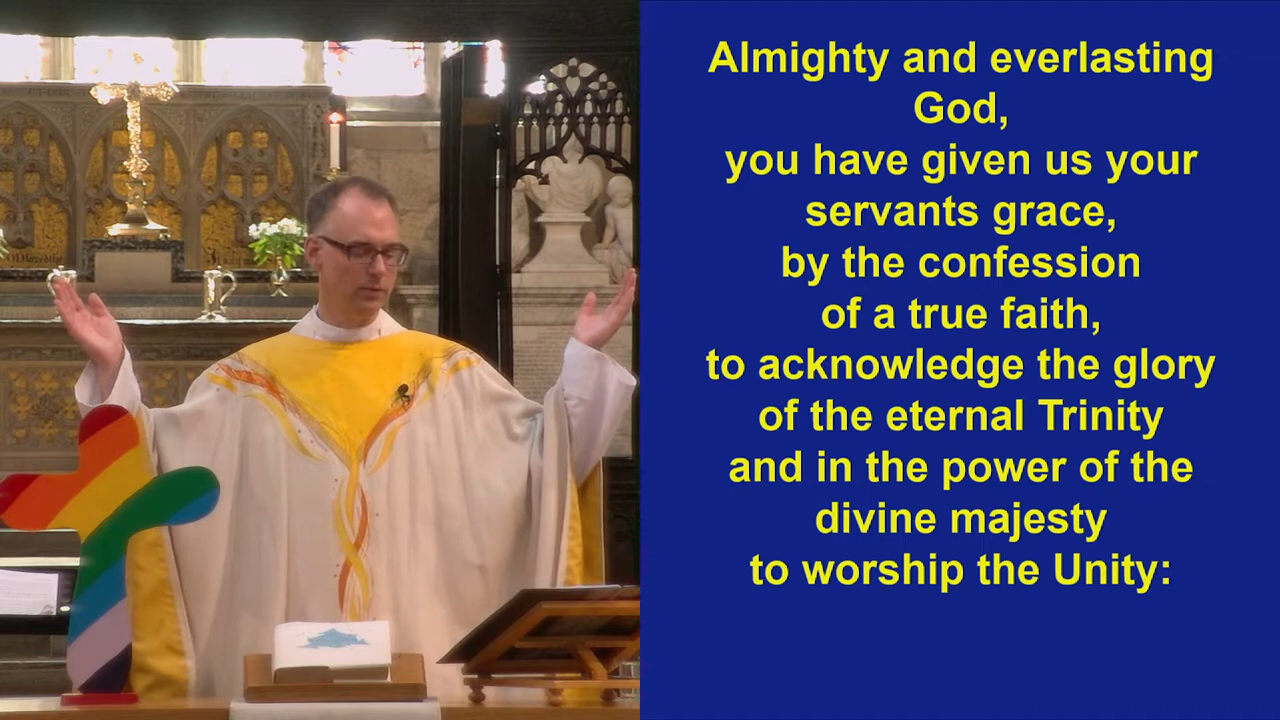 Almighty and everlasting
God,
you have given us your
servants grace,
by the confession
of a true faith,
to acknowledge the glory
of the eternal Trinity
and in the power of the
divine majesty
to worship the Unity: